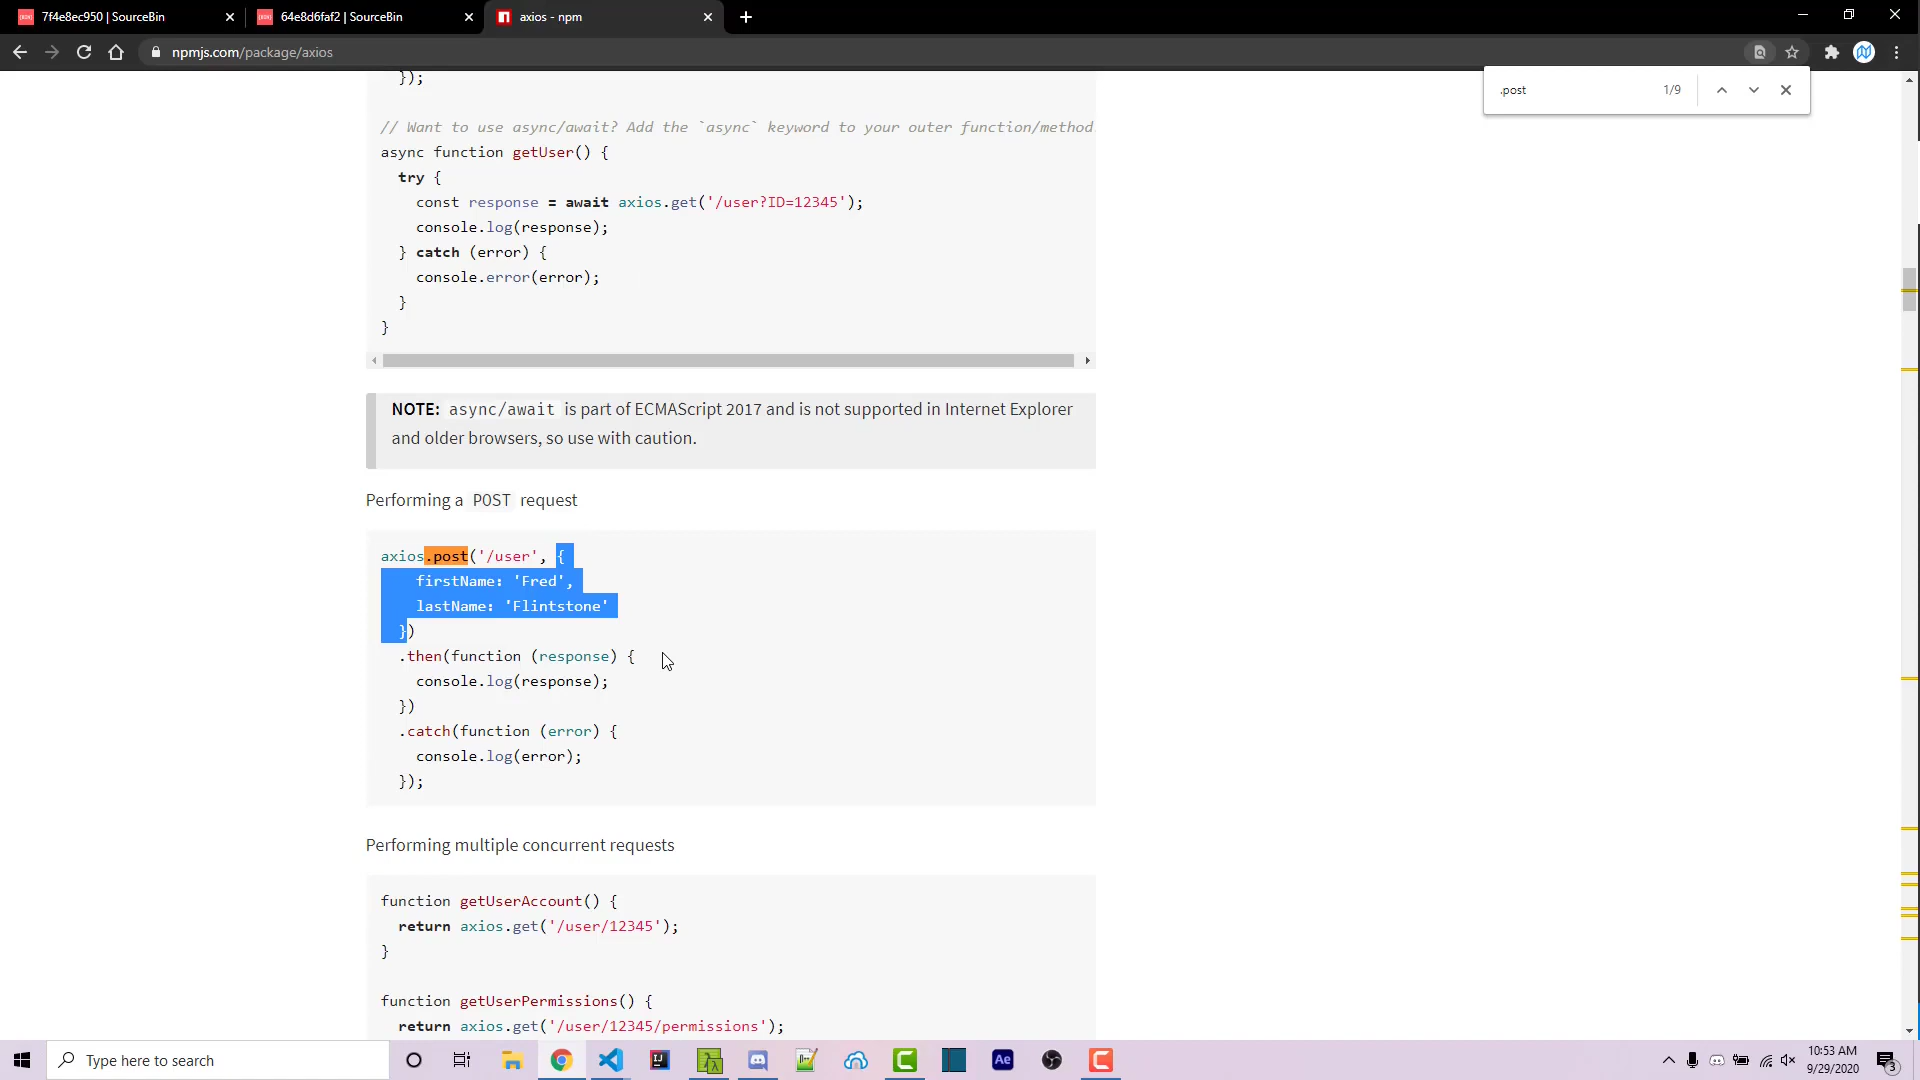 7f4e8ec950 | SourceBin
64e8d6faf2 | SourceBin
axios - npm
npmjs.com/package/axios
.post
1/9
});
// Want to use async/await? Add the `async` keyword to your outer function/method.
async function getUser() {
try {
const response = await axios.get('/user?ID=12345');
console.log(response);
} catch (error) {
console.error(error);
}
}
NOTE: async/await is part of ECMAScript 2017 and is not supported in Internet Explorer
and older browsers, so use with caution.
Performing a POST request
axios.post('/user', {
firstName: 'Fred',
lastName: 'Flintstone'
})
.then(function (response) {
console.log(response);
})
.catch(function (error) {
console.log(error);
});
Performing multiple concurrent requests
function getUserAccount() {
return axios.get('/user/12345');
}
function getUserPermissions() {
return axios.get('/user/12345/permissions');
Type here to search
IJ
Ae
10:53 AM
9/29/2020
3